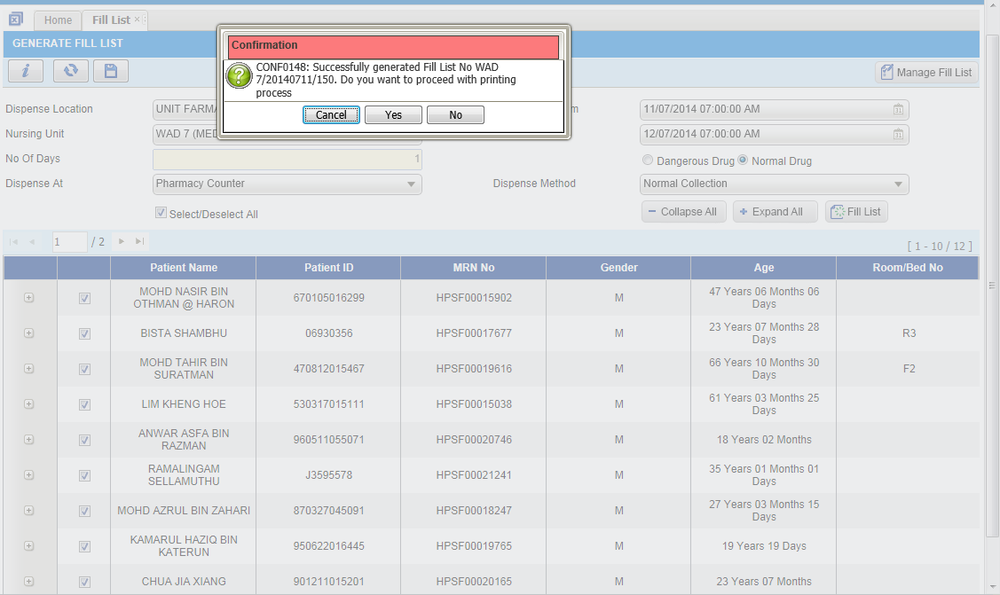 Home
Fill List
GENERATE FILL LIST
Confirmation
CONF0148: Successfully generated Fill List No WAD
7/20140711/150. Do you want to proceed with printing
process
Cancel Yes No
Manage Fill List
Dispense Location UNIT 11/07/2014 07:00:00 AM
Nursing Unit WAD 7 12/07/2014 07:00:00 AM
No Of Days 1 Dangerous Drug Normal Drug
Dispense At Pharmacy Counter Dispense Method Normal Collection
Select/Deselect All Collapse All Expand All Fill List
1 / 2 [ 1 - 10 / 12 ]
Patient Name Patient ID MRN No Gender Age Room/Bed No
MOHD NASIR BIN
OTHMAN @ HARON 670105016299 HPSF00015902 M 47 Years 06 Months 06
Days
BISTA SHAMBHU 06930356 HPSF00017677 M 23 Years 07 Months 28
Days R3
MOHD TAHIR BIN
SURATMAN 470812015467 HPSF00019616 M 66 Years 10 Months 30
Days F2
LIM KHENG HOE 530317015111 HPSF00015038 M 61 Years 03 Months 25
Days
ANWAR ASFA BIN
RAZMAN 960511055071 HPSF00020746 M 18 Years 02 Months
RAMALINGAM
SELLAMUTHU J3595578 HPSF00021241 M 35 Years 01 Months 01
Days
MOHD AZRUL BIN ZAHARI 870327045091 HPSF00018247 M 27 Years 03 Months 15
Days
KAMARUL HAZIQ BIN
KATERUN 950622016445 HPSF00019765 M 19 Years 19 Days
CHUA JIA XIANG 901211015201 HPSF00020165 M 23 Years 07 Months